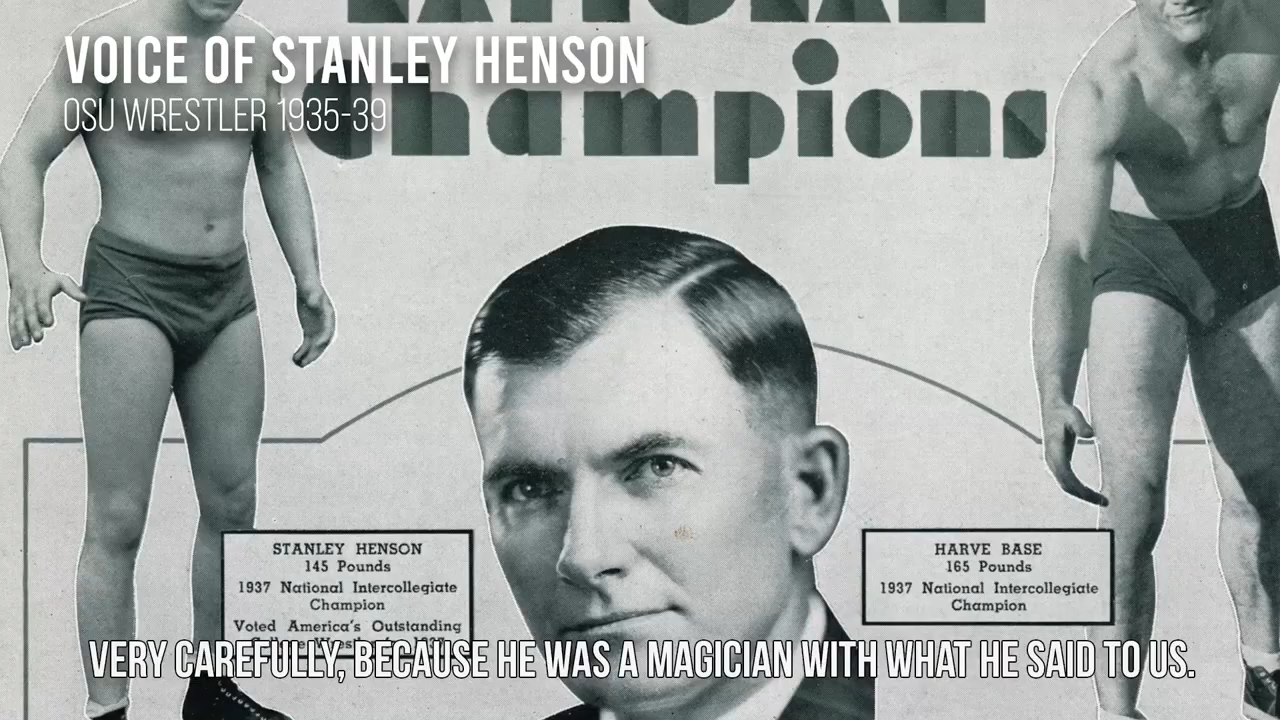 NATIONAL
VOICE OF STANLEY HENSON
OSU WRESTLER 1935-39
Champions
STANLEY HENSON
145 Pounds
1937 National Intercollegiate
Champion
Voted America's Outstanding
HARVE BASE
165 Pounds
1937 National Intercollegiate
Champion
VERY CAREFULLY, BECAUSE HE WAS A MAGICIAN WITH WHAT HE SAID TO US.